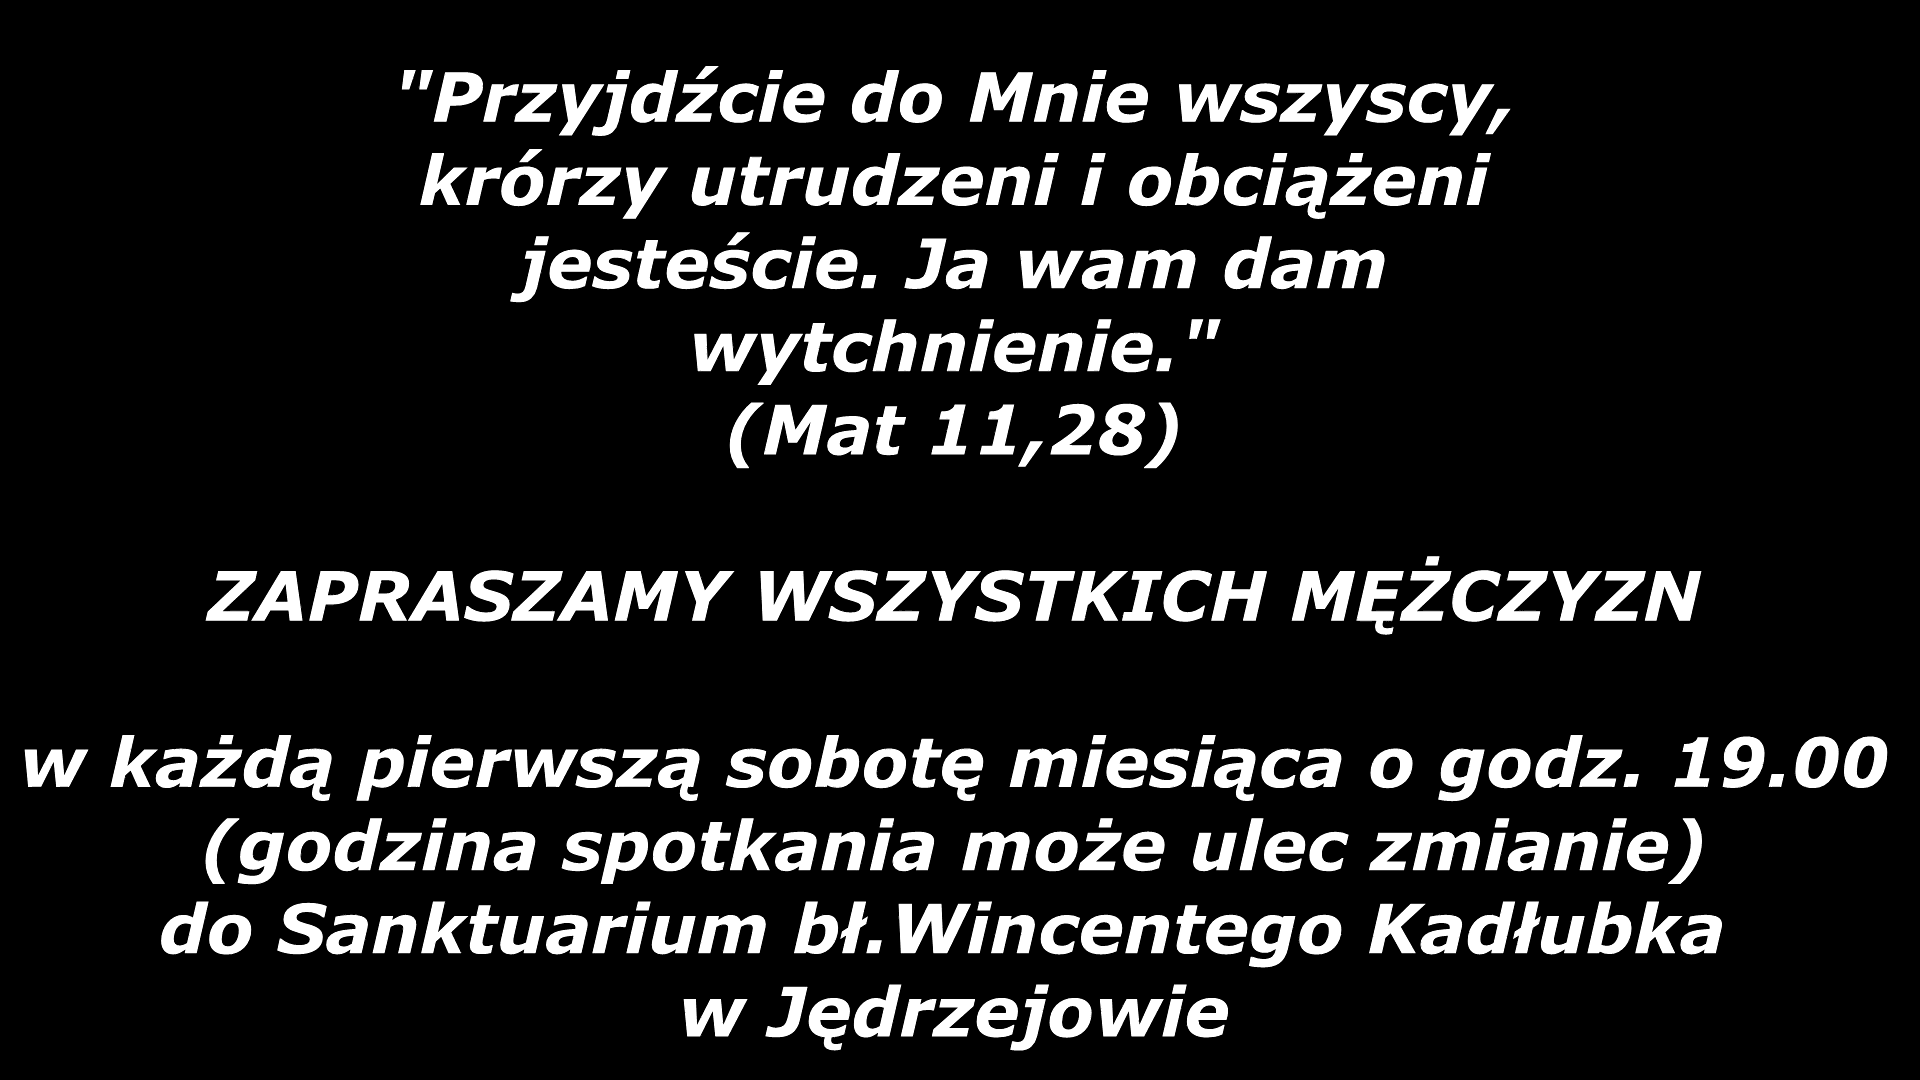 "Przyjdźcie do Mnie wszyscy,
krórzy utrudzeni i obciążeni
jesteście. Ja wam dam
wytchnienie."
(Mat 11,28)
ZAPRASZAMY WSZYSTKICH MĘŻCZYZN
w każdą pierwszą sobotę miesiąca o godz. 19.00
(godzina spotkania może ulec zmianie)
do Sanktuarium bł.Wincentego Kadłubka
w Jędrzejowie